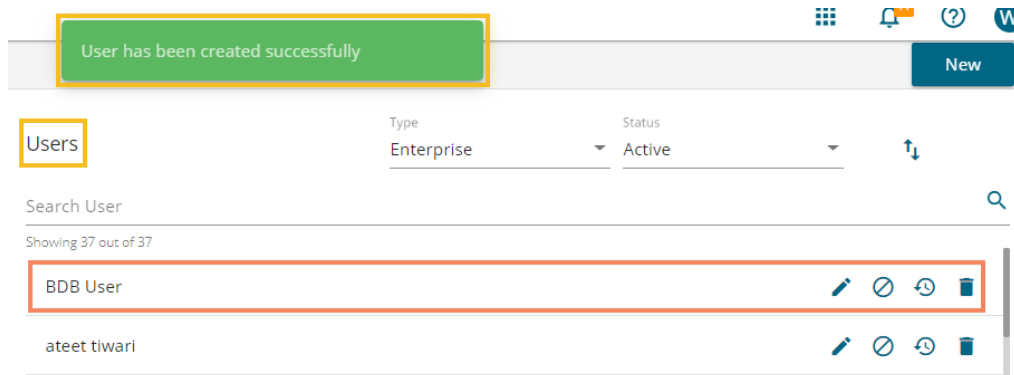 User has been created successfully
W
New
Users
Type
Enterprise
Status
Active
Search User
Showing 37 out of 37
BDB User
ateet tiwari